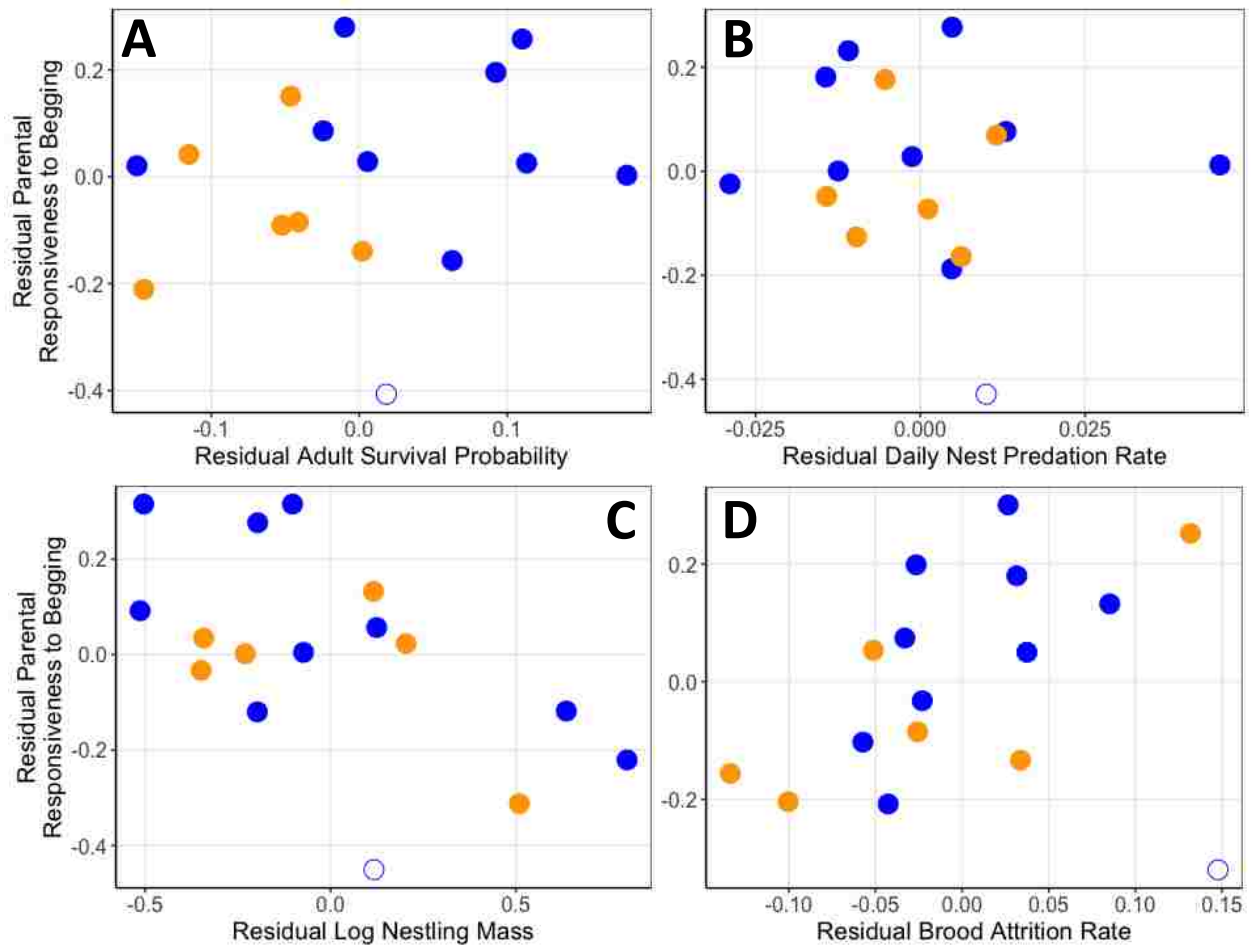 A
B
Residual Parental
Responsiveness to Begging
0.2
0.0
-0.2
-0.4
-0.1
0.0
0.1
Residual Adult Survival Probability
0.2
0.0
-0.2
-0.4
-0.025
0.000
0.025
Residual Daily Nest Predation Rate
C
D
Residual Parental
Responsiveness to Begging
0.2
0.0
-0.2
-0.4
-0.5
0.0
0.5
Residual Log Nestling Mass
0.2
0.0
-0.2
-0.10
-0.05
0.00
0.05
0.10
0.15
Residual Brood Attrition Rate